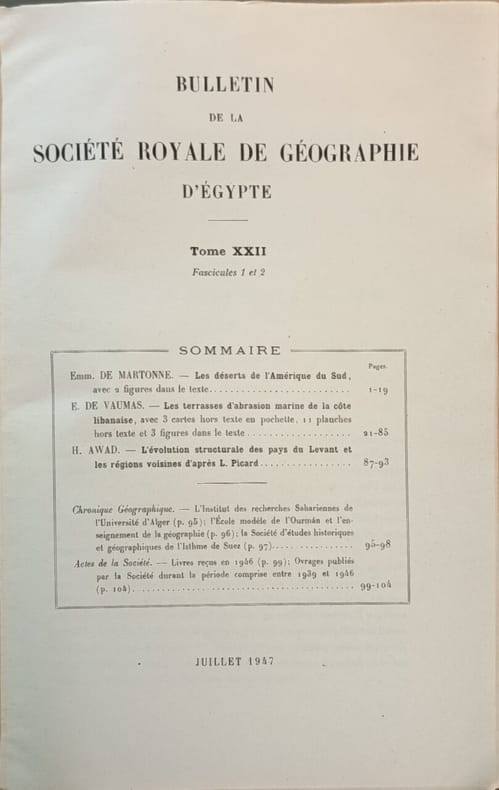 BULLETIN
DE LA
SOCIÉTÉ ROYALE DE GÉOGRAPHIE
D'ÉGYPTE
Tome XXII
Fascicules 1 et 2
SOMMAIRE
Pages.
Emm. DE MARTONNE. — Les déserts de l'Amérique du Sud,
avec 2 figures dans le texte........................... 1-19
E. DE VAUMAS. — Les terrasses d'abrasion marine de la côte
libanaise, avec 3 cartes hors texte en pochette, 11 planches
hors texte et 3 figures dans le texte................... 21-85
H. AWAD. — L'évolution structurale des pays du Levant et
les régions voisines d'après L. Picard................. 87-93
Chronique Géographique. — L'Institut des recherches Sahariennes de
l'Université d'Alger (p. 95); l'École modèle de l'Ourmân et l'en-
seignement de la géographie (p. 96); la Société d'études historiques
et géographiques de l'Isthme de Suez (p. 97)................ 95-98
Actes de la Société. — Livres reçus en 1946 (p. 99); Ovrages publiés
par la Société durant la période comprise entre 1939 et 1946
(p. 104)........................................... 99-104
JUILLET 1947